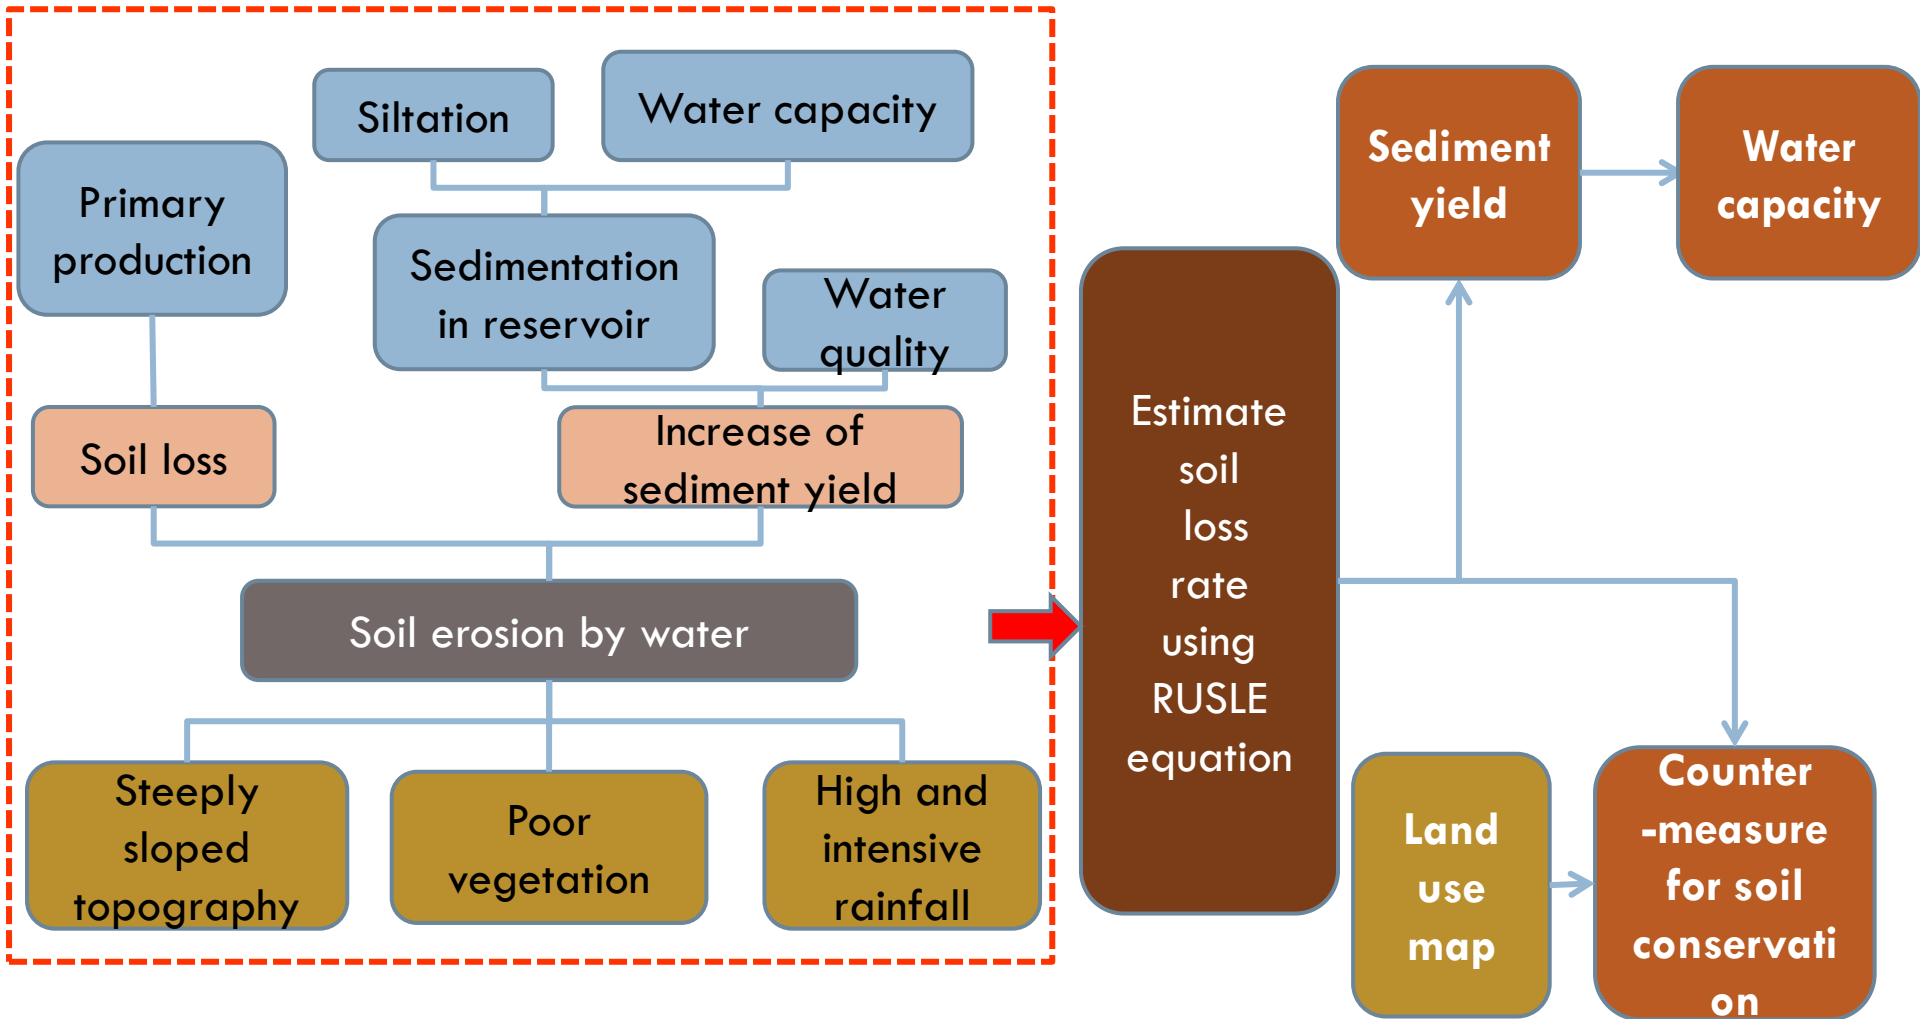 Siltation
Water capacity
Primary
production
Sedimentation
in reservoir
Water
quality
Soil loss
Increase of
sediment yield
Soil erosion by water
Steeply
sloped
topography
Poor
vegetation
High and
intensive
rainfall
Estimate
soil
loss
rate
using
RUSLE
equation
Sediment
yield
Water
capacity
Land
use
map
Counter
-measure
for soil
conservati
on